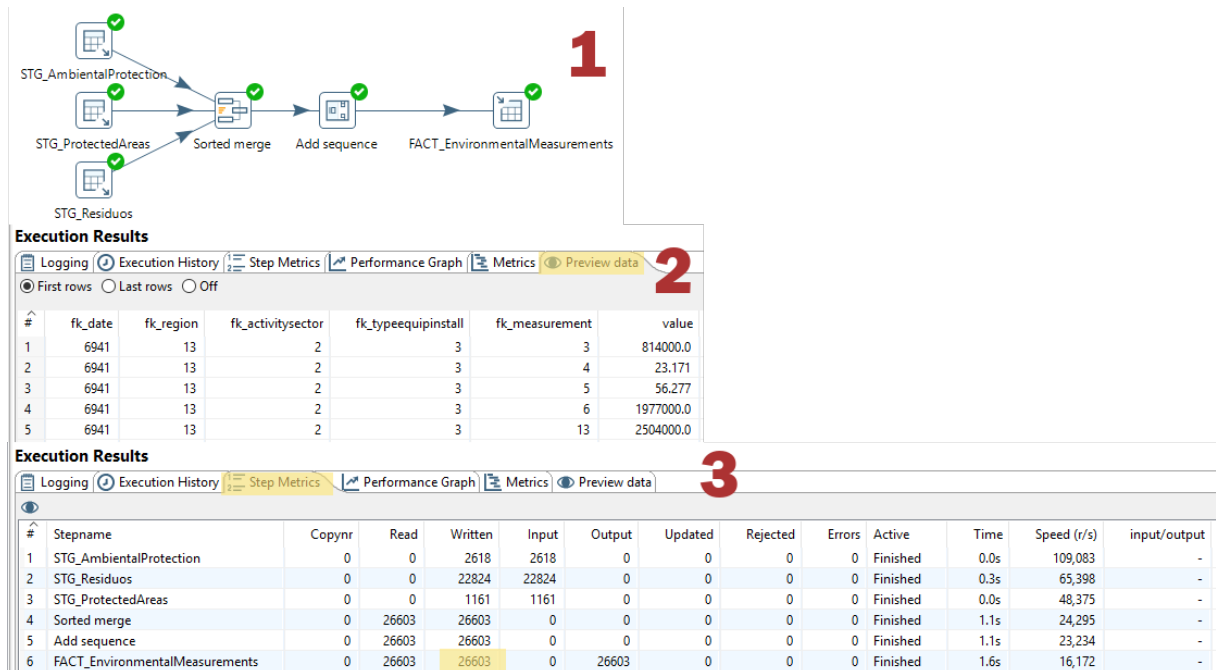 1
STG_AmbientalProtection
STG_ProtectedAreas Sorted merge Add sequence FACT_EnvironmentalMeasurements
STG_Residuos
Execution Results
Logging Execution History Step Metrics Performance Graph Metrics Preview data
2
First rows Last rows Off
# fk_date fk_region fk_activitysector fk_typeequipinstall fk_measurement value
1 6941 13 2 3 3 814000.0
2 6941 13 2 3 4 23.171
3 6941 13 2 3 5 56.277
4 6941 13 2 3 6 1977000.0
5 6941 13 2 3 13 2504000.0
Execution Results
3
Logging Execution History Step Metrics Performance Graph Metrics Preview data
# Stepname Copynr Read Written Input Output Updated Rejected Errors Active Time Speed (r/s) input/output
1 STG_AmbientalProtection 0 0 2618 2618 0 0 0 0 Finished 0.0s 109,083 -
2 STG_Residuos 0 0 22824 22824 0 0 0 0 Finished 0.3s 65,398 -
3 STG_ProtectedAreas 0 0 1161 1161 0 0 0 0 Finished 0.0s 48,375 -
4 Sorted merge 0 26603 26603 0 0 0 0 0 Finished 1.1s 24,295 -
5 Add sequence 0 26603 26603 0 0 0 0 0 Finished 1.1s 23,234 -
6 FACT_EnvironmentalMeasurements 0 26603 26603 0 26603 0 0 0 Finished 1.6s 16,172 -